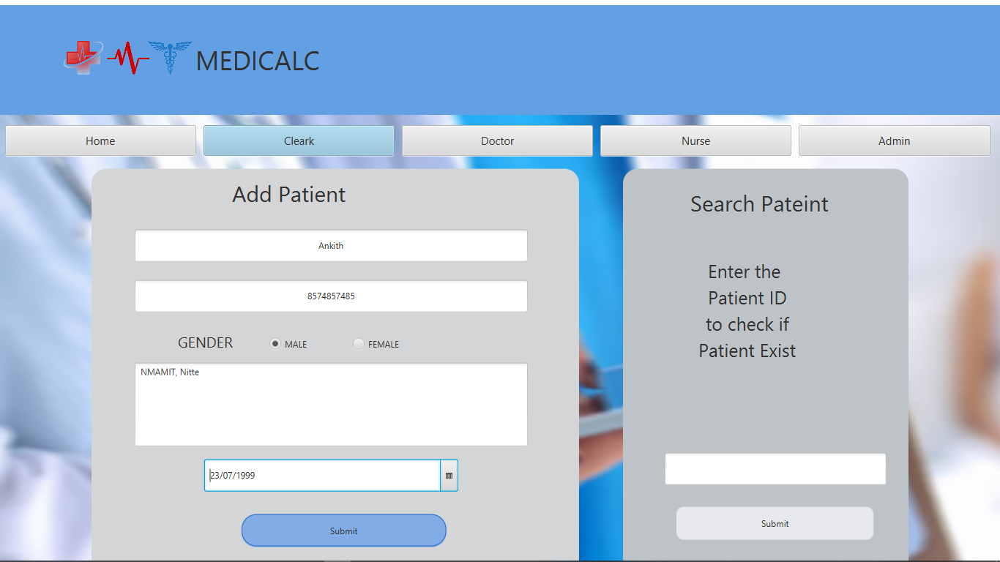 MEDICALC
Home
Cleark
Doctor
Nurse
Admin
Add Patient
Ankith
8574857485
GENDER
MALE
FEMALE
NMAMIT, Nitte
23/07/1999
Submit
Search Pateint
Enter the
Patient ID
to check if
Patient Exist
Submit